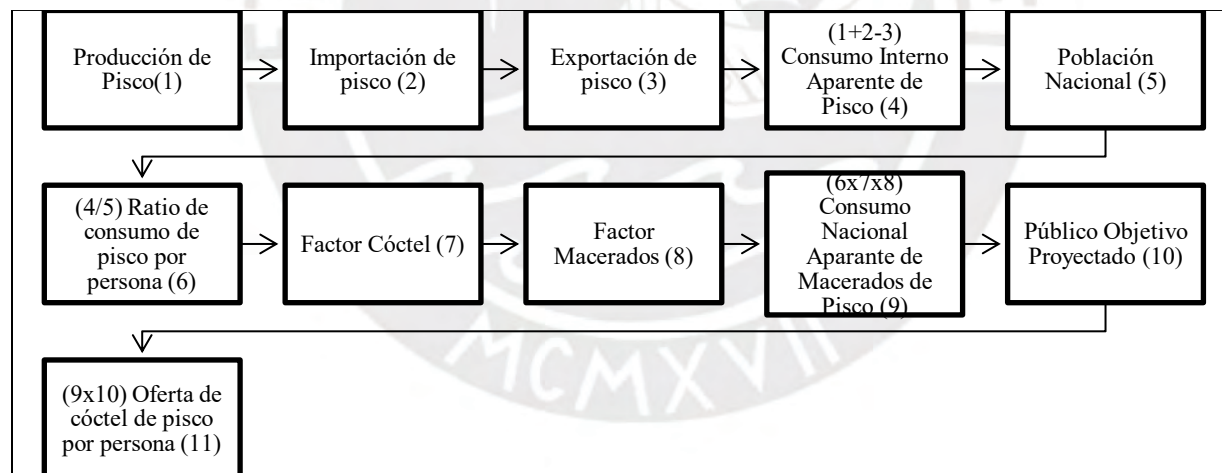 Producción de
Pisco(1)
Importación de
pisco (2)
Exportación de
pisco (3)
(1+2-3)
Consumo Interno
Aparente de
Pisco (4)
Población
Nacional (5)
(4/5) Ratio de
consumo de
pisco por
persona (6)
Factor Cóctel (7)
Factor
Macerados (8)
(6x7x8)
Consumo
Nacional
Aparante de
Macerados de
Pisco (9)
Público Objetivo
Proyectado (10)
(9x10) Oferta de
cóctel de pisco
por persona (11)
MCMXVII